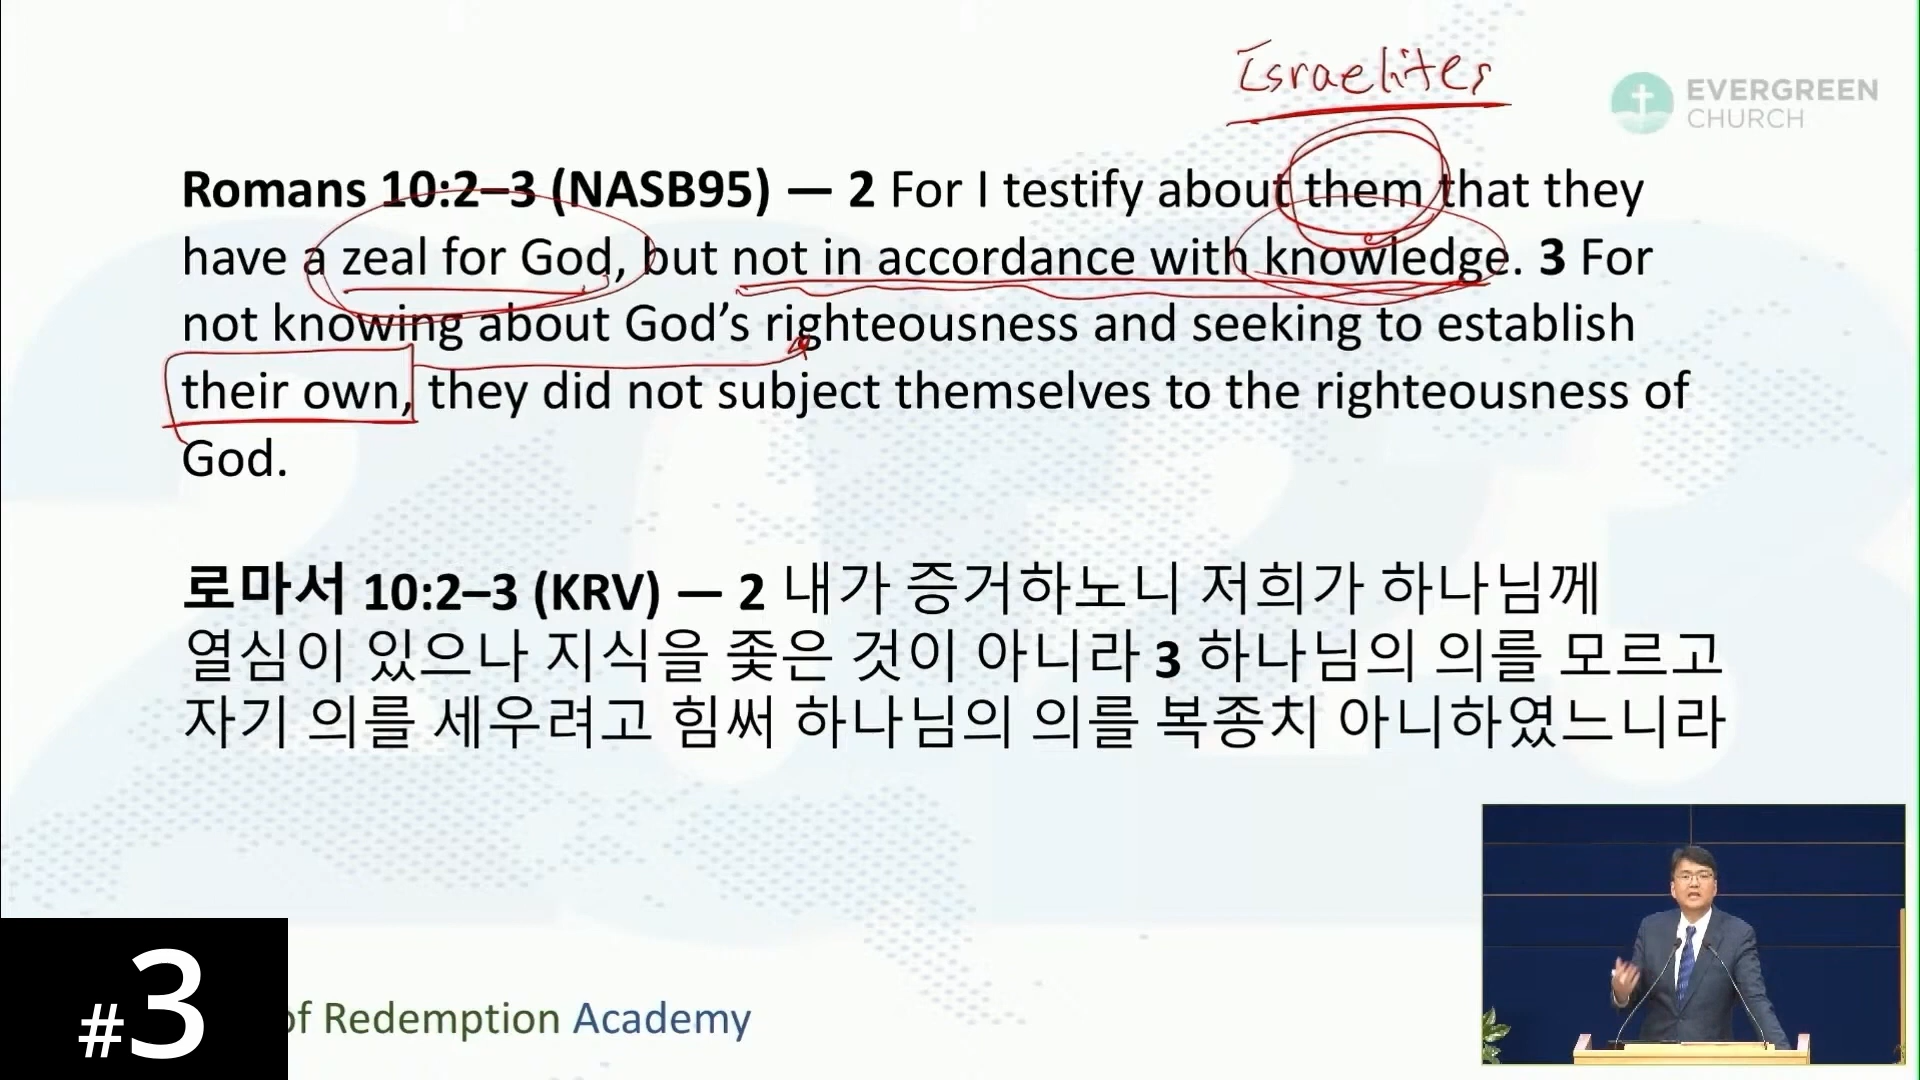 Israelites
EVERGREEN
CHURCH
Romans 10:2–3 (NASB95) — 2 For I testify about them that they
have a zeal for God, but not in accordance with knowledge. 3 For
not knowing about God’s righteousness and seeking to establish
their own, they did not subject themselves to the righteousness of
God.
로마서 10:2–3 (KRV) — 2 내가 증거하노니 저희가 하나님께
열심이 있으나 지식을 좇은 것이 아니라 3 하나님의 의를 모르고
자기 의를 세우려고 힘써 하나님의 의를 복종치 아니하였느니라
#3
of Redemption Academy